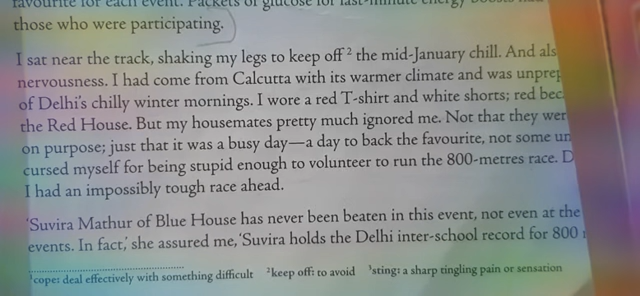 favourite for each event. Packets of glucose for last-minute energy boosts
those who were participating.
I sat near the track, shaking my legs to keep off² the mid-January chill. And als
nervousness. I had come from Calcutta with its warmer climate and was unprep
of Delhi's chilly winter mornings. I wore a red T-shirt and white shorts; red bec
the Red House. But my housemates pretty much ignored me. Not that they wer
on purpose; just that it was a busy day—a day to back the favourite, not some un
cursed myself for being stupid enough to volunteer to run the 800-metres race. D
I had an impossibly tough race ahead.
'Suvira Mathur of Blue House has never been beaten in this event, not even at the
events. In fact,' she assured me, 'Suvira holds the Delhi inter-school record for 800
¹cope: deal effectively with something difficult ²keep off: to avoid ³sting: a sharp tingling pain or sensation